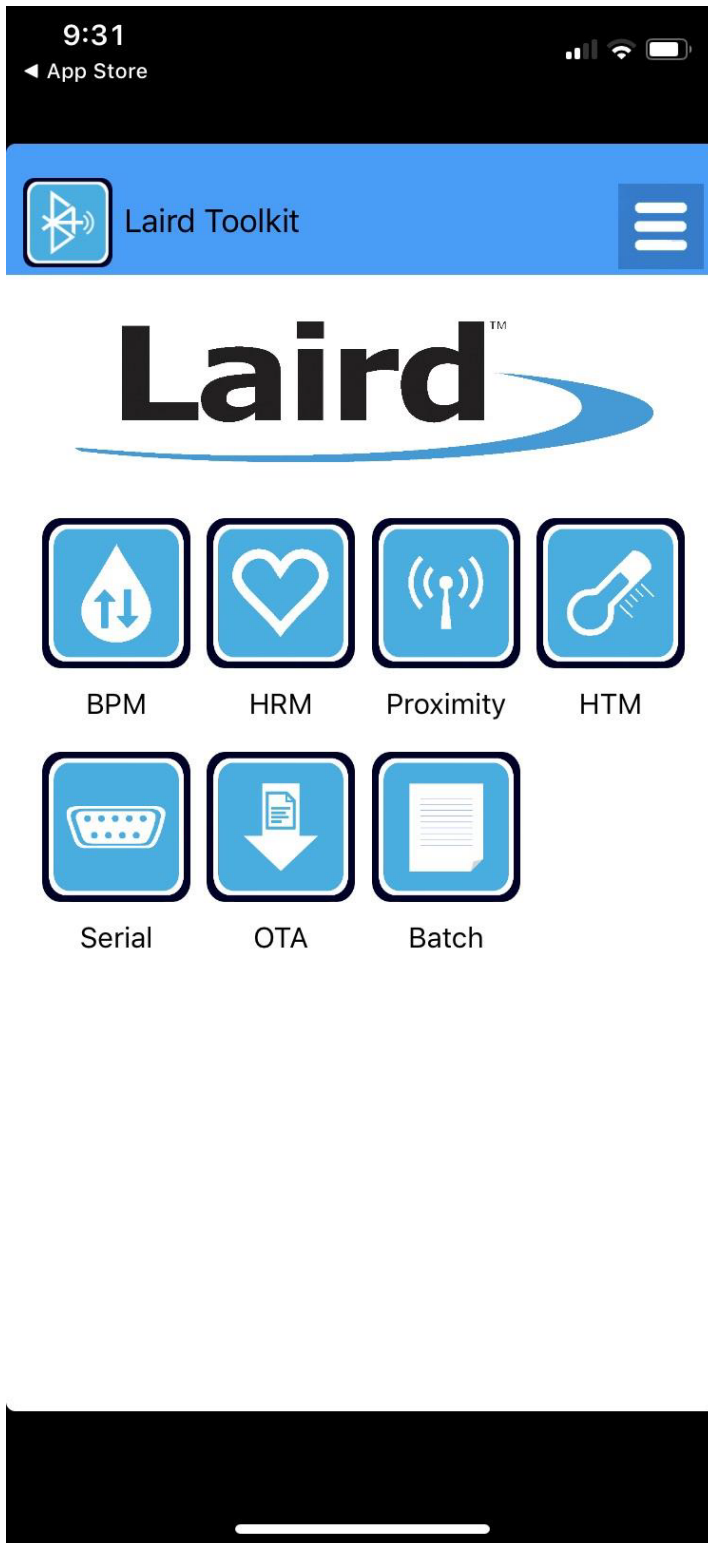 9:31
◀ App Store
Laird Toolkit
Laird™
BPM HRM Proximity HTM
Serial OTA Batch